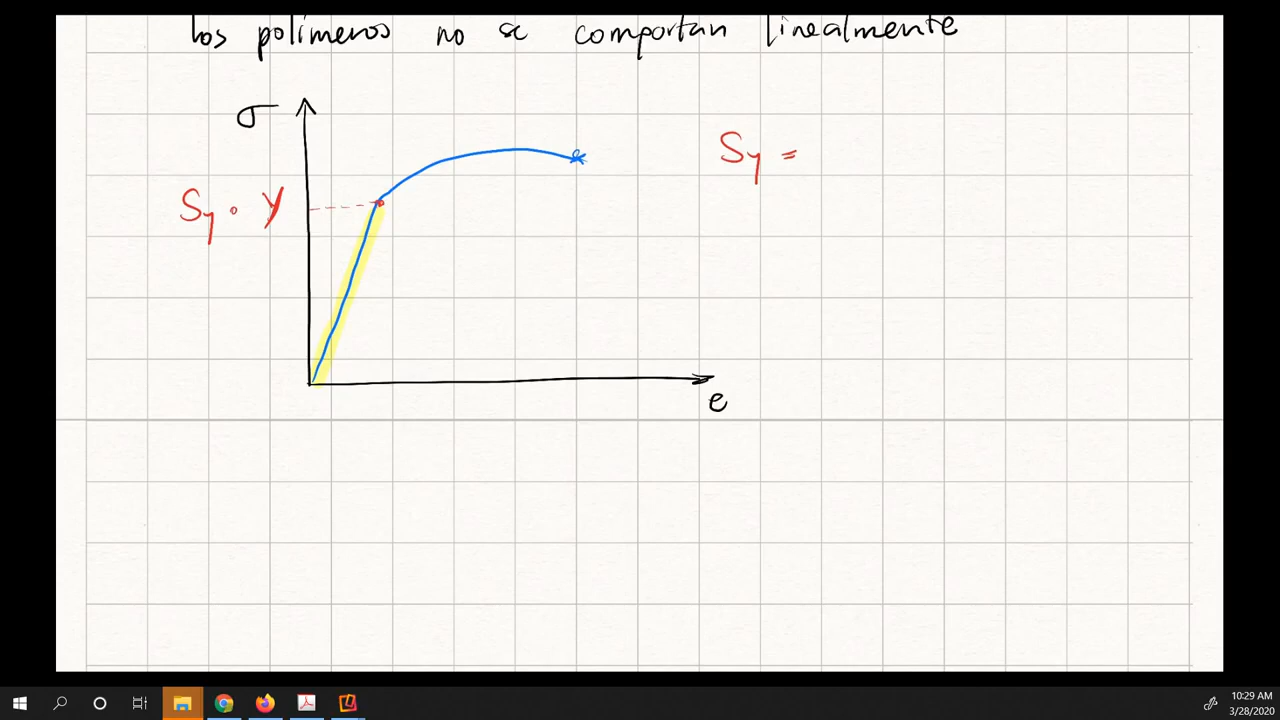 los polímeros no se comportan linealmente
σ
Sy =
Sy o Y
e
10:29 AM
3/28/2020